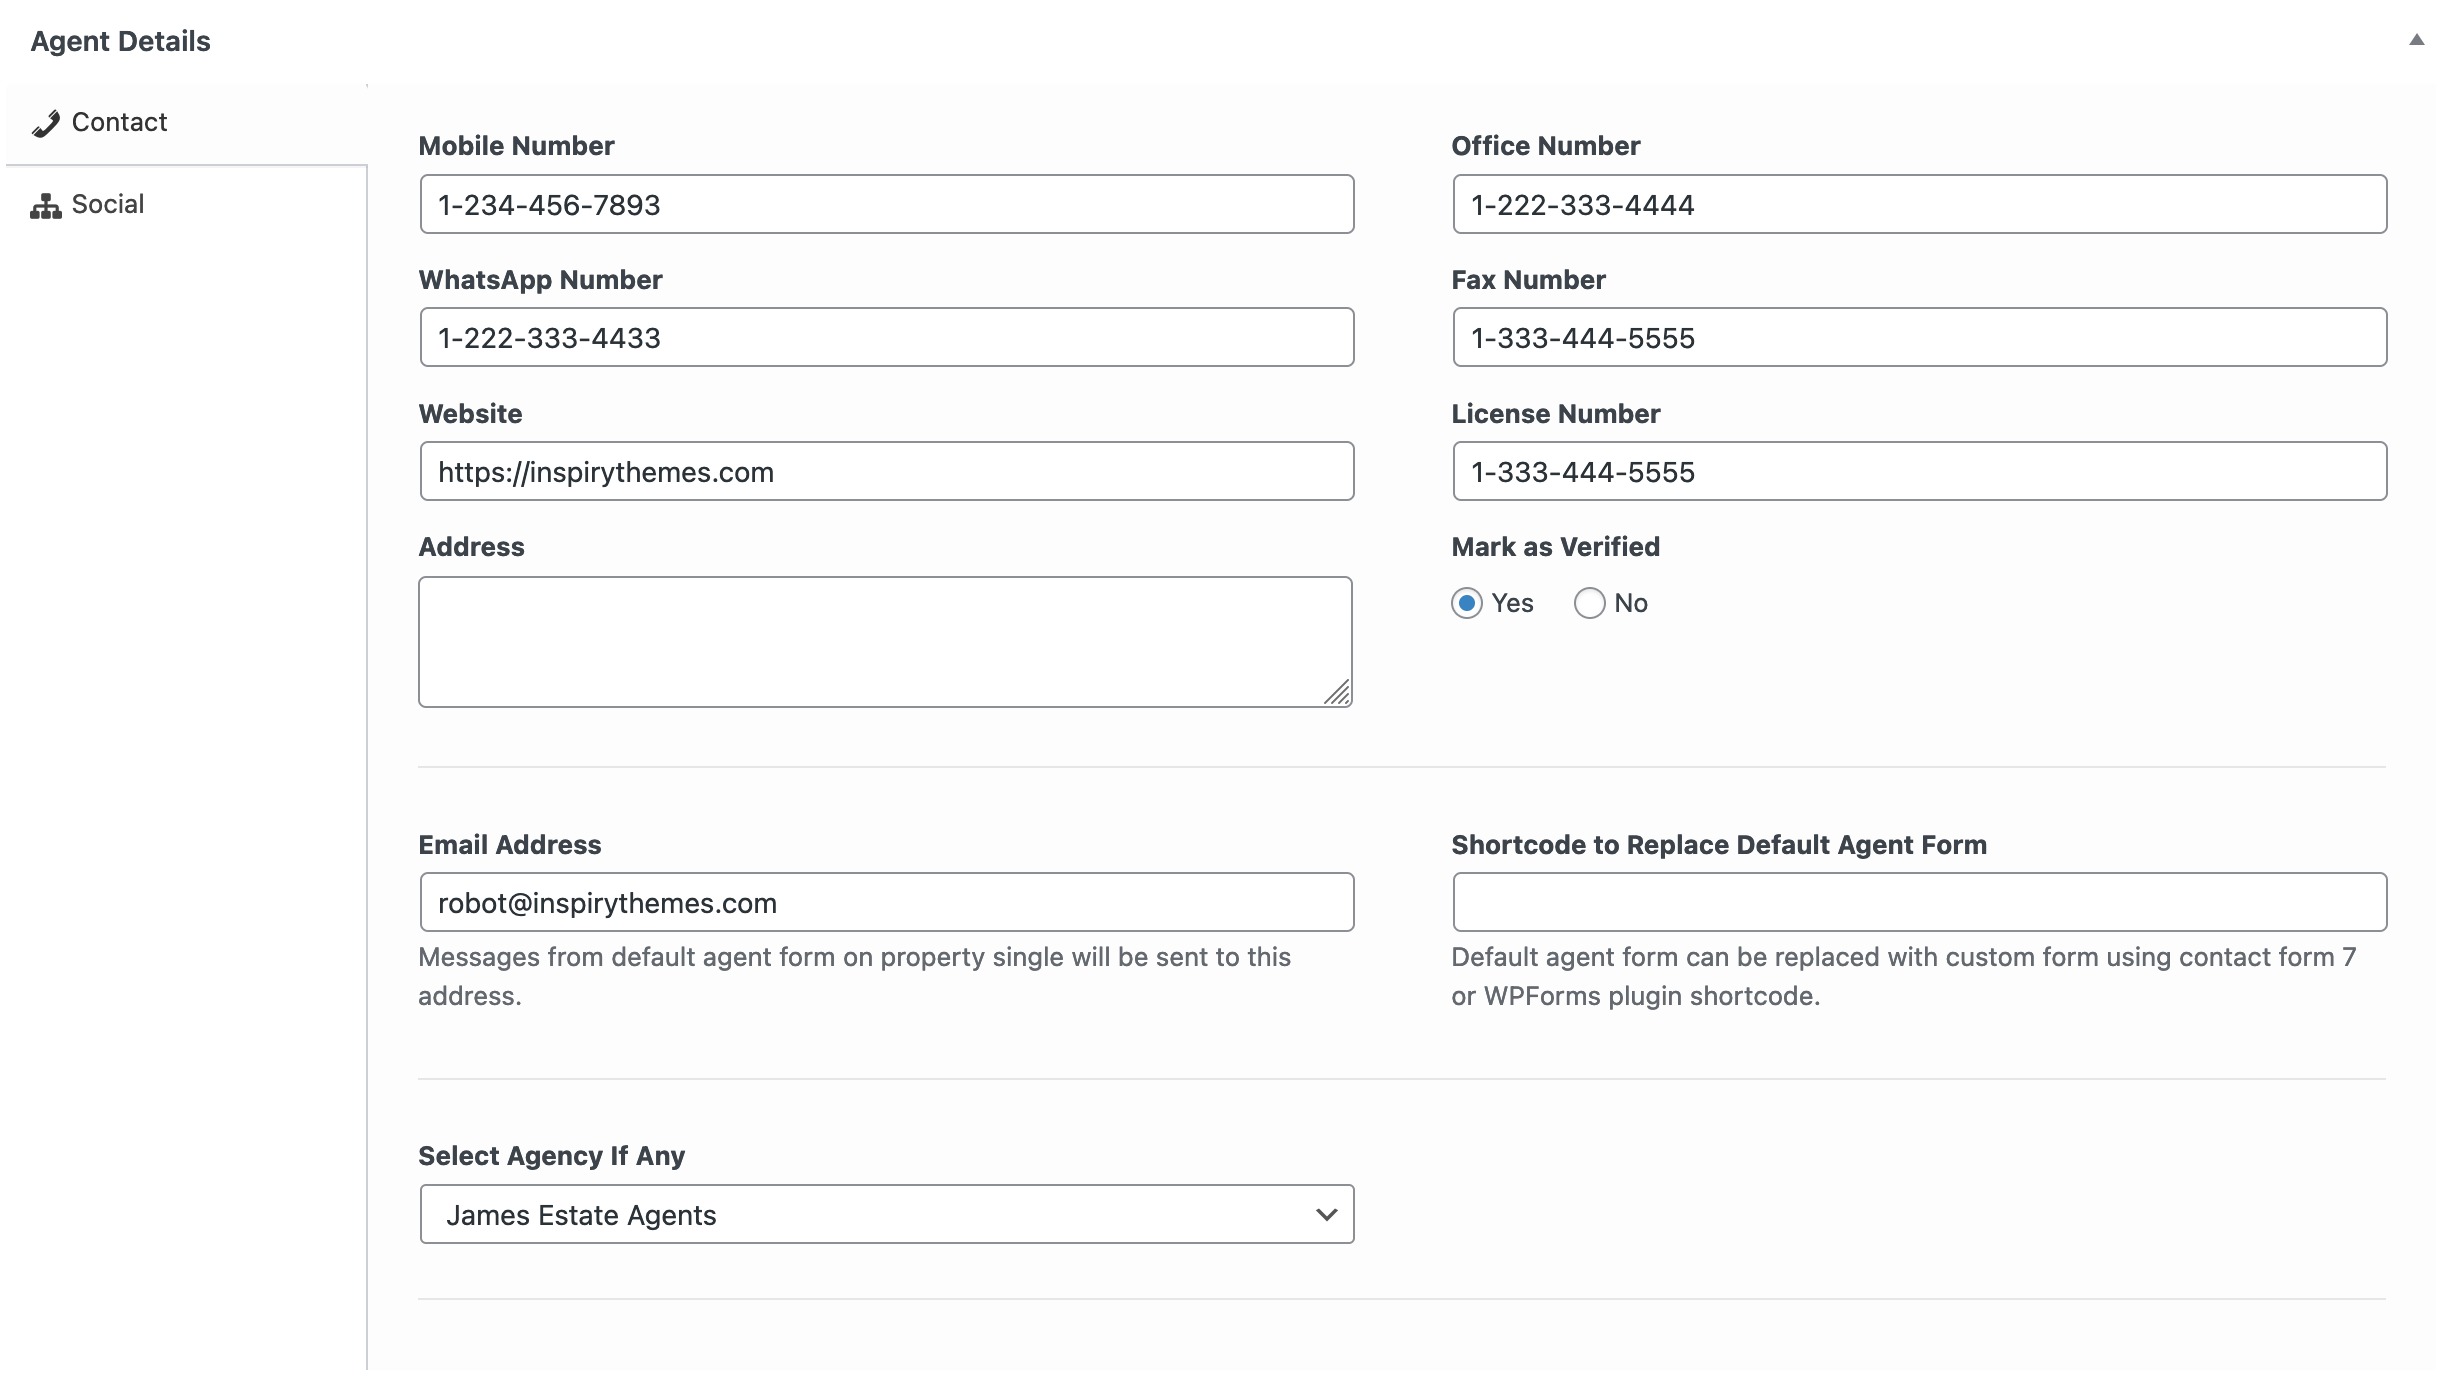 Agent Details
Contact
Social
Mobile Number
1-234-456-7893
Office Number
1-222-333-4444
WhatsApp Number
1-222-333-4433
Fax Number
1-333-444-5555
Website
https://inspirythemes.com
License Number
1-333-444-5555
Address
Mark as Verified
Yes No
Email Address
robot@inspirythemes.com
Messages from default agent form on property single will be sent to this
address.
Shortcode to Replace Default Agent Form
Default agent form can be replaced with custom form using contact form 7
or WPForms plugin shortcode.
Select Agency If Any
James Estate Agents